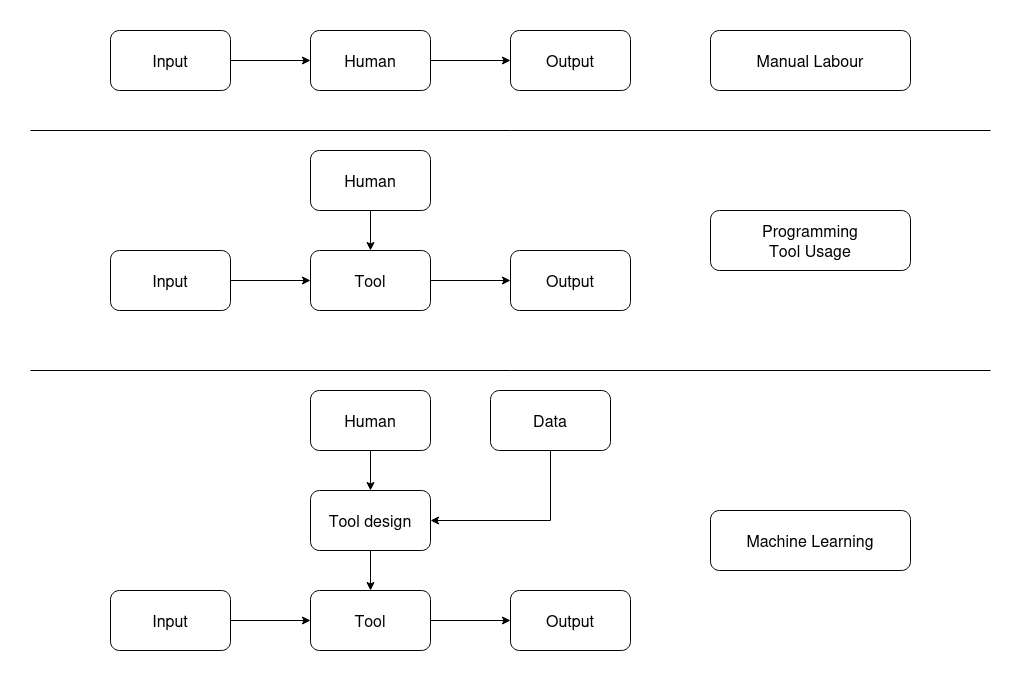 Input
Human
Output
Manual Labour
Human
Programming
Tool Usage
Input
Tool
Output
Human
Data
Tool design
Machine Learning
Input
Tool
Output